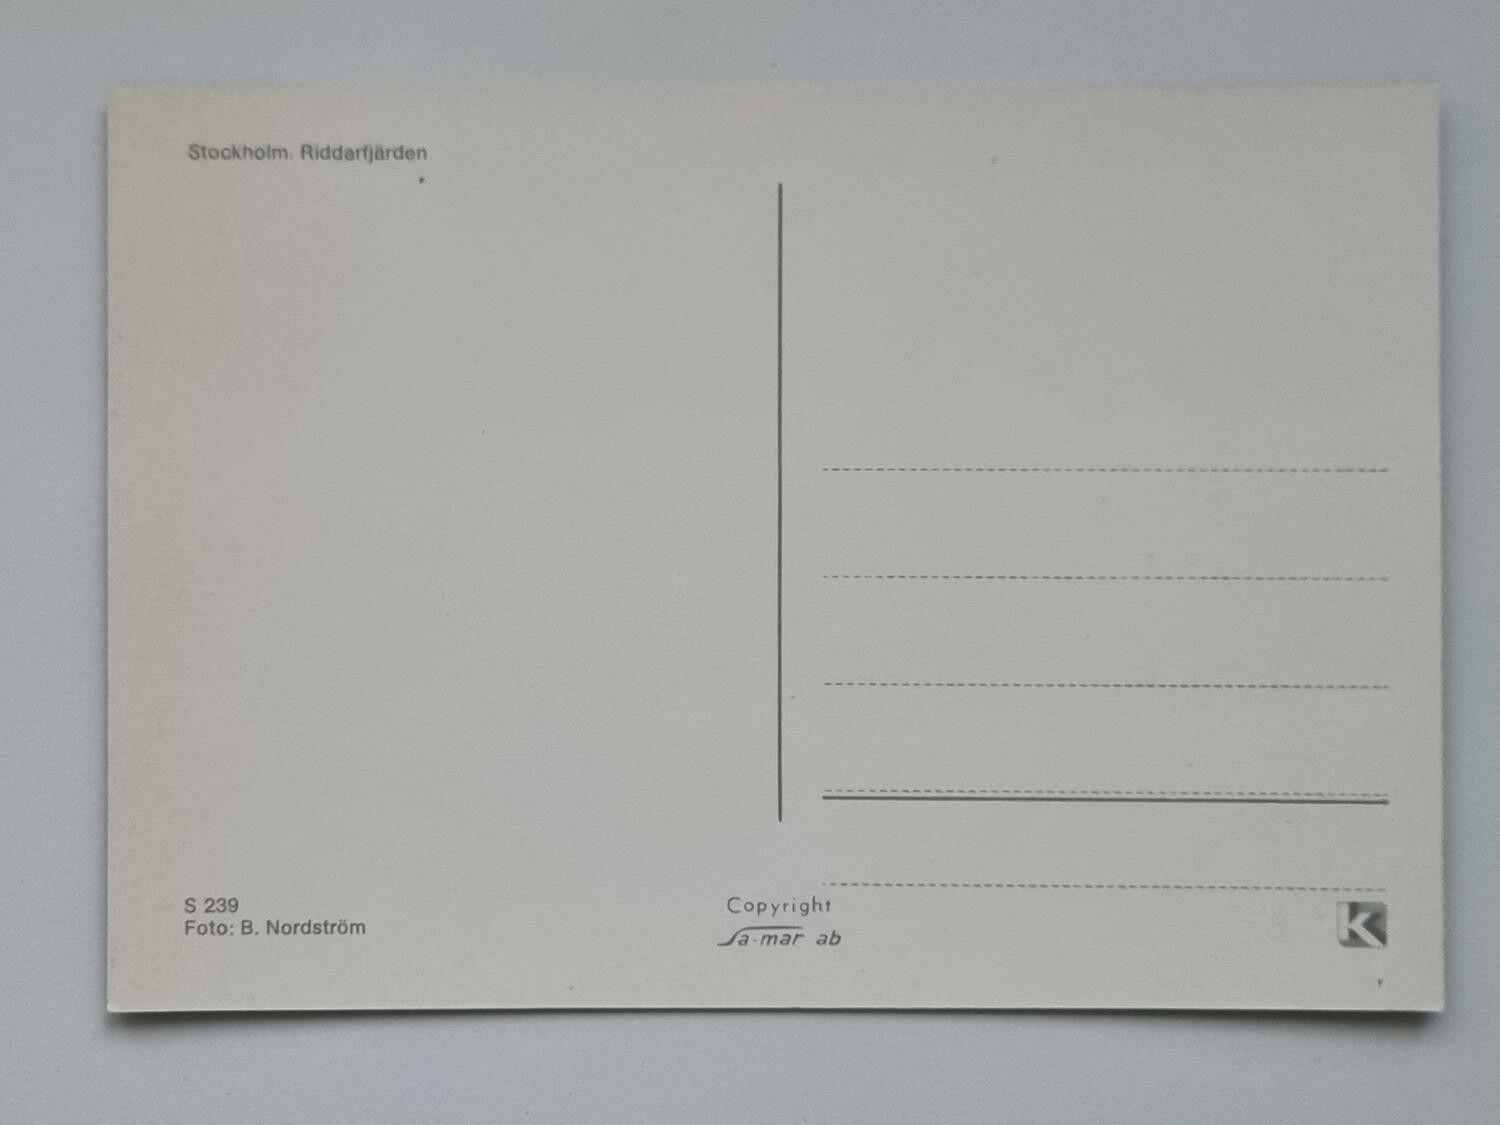 Stockholm. Riddarfjärden
S 239
Foto: B. Nordström
Copyright
Sa-mar ab
K